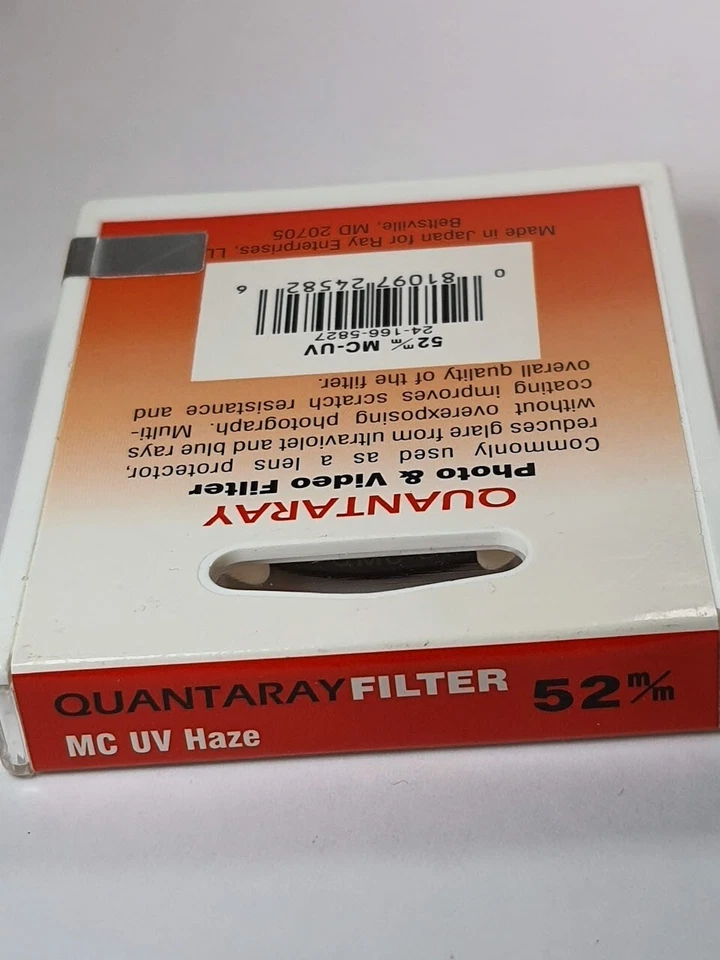 QUANTARAY
Photo & Video Filter
Commonly used as a lens protector,
reduces glare from ultraviolet and blue rays
without overexposing photograph. Multi-
coating improves scratch resistance and
overall quality of the filter.
52 m/m MC-UV
24-166-5827
0 81097 24582 6
Made in Japan for Ray Enterprises, LL
Beltsville, MD 20705
QUANTARAYFILTER 52 m/m
MC UV Haze